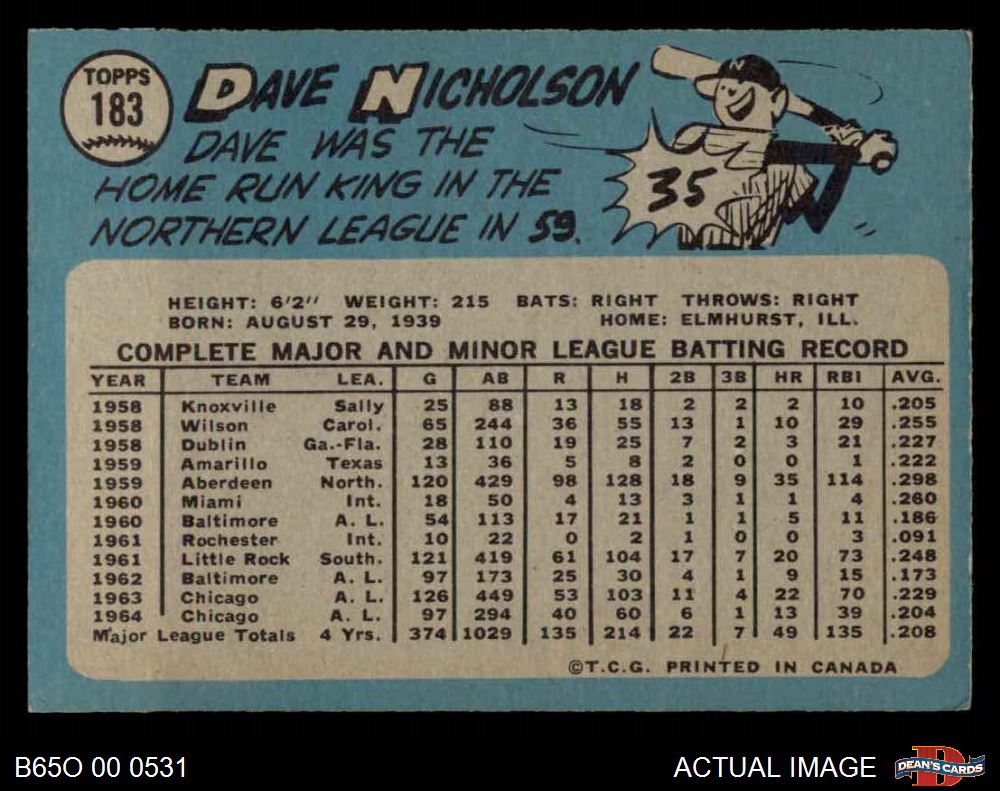 TOPPS
183
DAVE NICHOLSON
DAVE WAS THE
HOME RUN KING IN THE
NORTHERN LEAGUE IN 59.
N
35
HEIGHT: 6'2" WEIGHT: 215 BATS: RIGHT THROWS: RIGHT
BORN: AUGUST 29, 1939 HOME: ELMHURST, ILL.
COMPLETE MAJOR AND MINOR LEAGUE BATTING RECORD
YEAR TEAM LEA. G AB R H 2B 3B HR RBI AVG.
1958 Knoxville Sally 25 88 13 18 2 2 2 10 .205
1958 Wilson Carol. 65 244 36 55 13 1 10 29 .255
1958 Dublin Ga.-Fla. 28 110 19 25 7 2 3 21 .227
1959 Amarillo Texas 13 36 5 8 2 0 0 1 .222
1959 Aberdeen North. 120 429 98 128 18 9 35 114 .298
1960 Miami Int. 18 50 4 13 3 1 1 4 .260
1960 Baltimore A. L. 54 113 17 21 1 1 5 11 .186
1961 Rochester Int. 10 22 0 2 1 0 0 3 .091
1961 Little Rock South. 121 419 61 104 17 7 20 73 .248
1962 Baltimore A. L. 97 173 25 30 4 1 9 15 .173
1963 Chicago A. L. 126 449 53 103 11 4 22 70 .229
1964 Chicago A. L. 97 294 40 60 6 1 13 39 .204
Major League Totals 4 Yrs. 374 1029 135 214 22 7 49 135 .208
©T.C.G. PRINTED IN CANADA
B65O 00 0531
ACTUAL IMAGE
D
DEAN'S CARDS